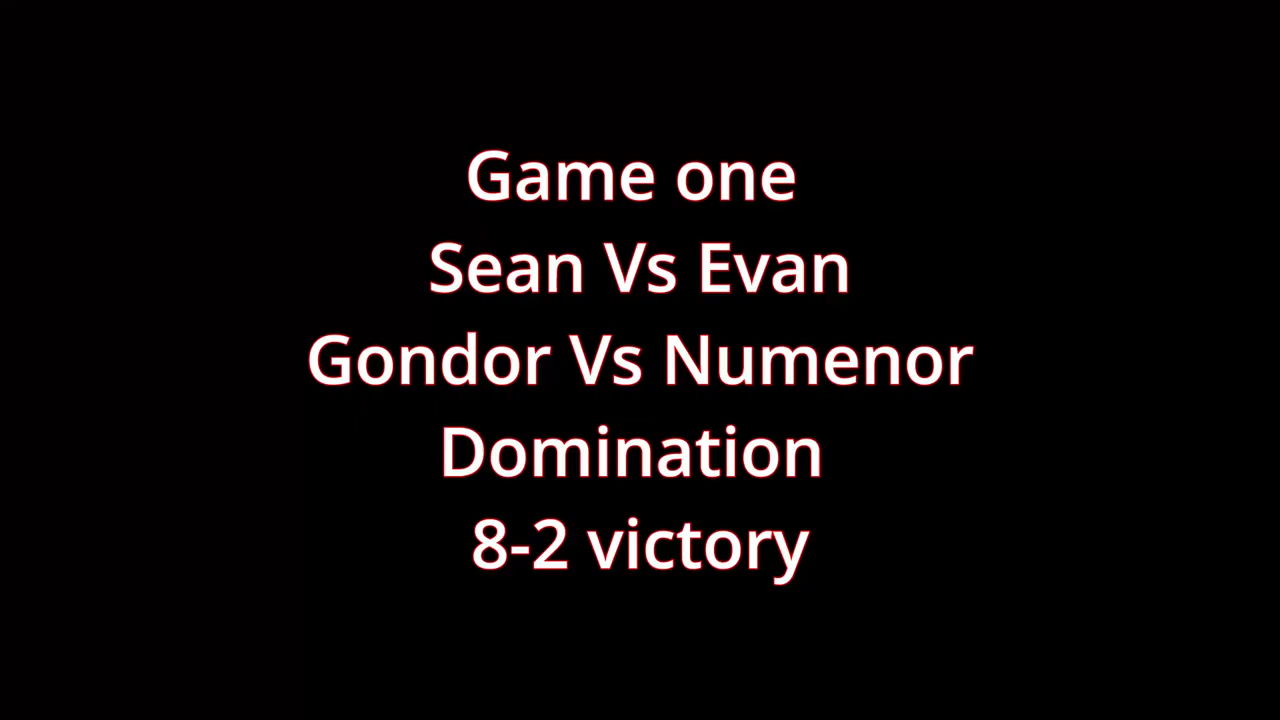 Game one
Sean Vs Evan
Gondor Vs Numenor
Domination
8-2 victory